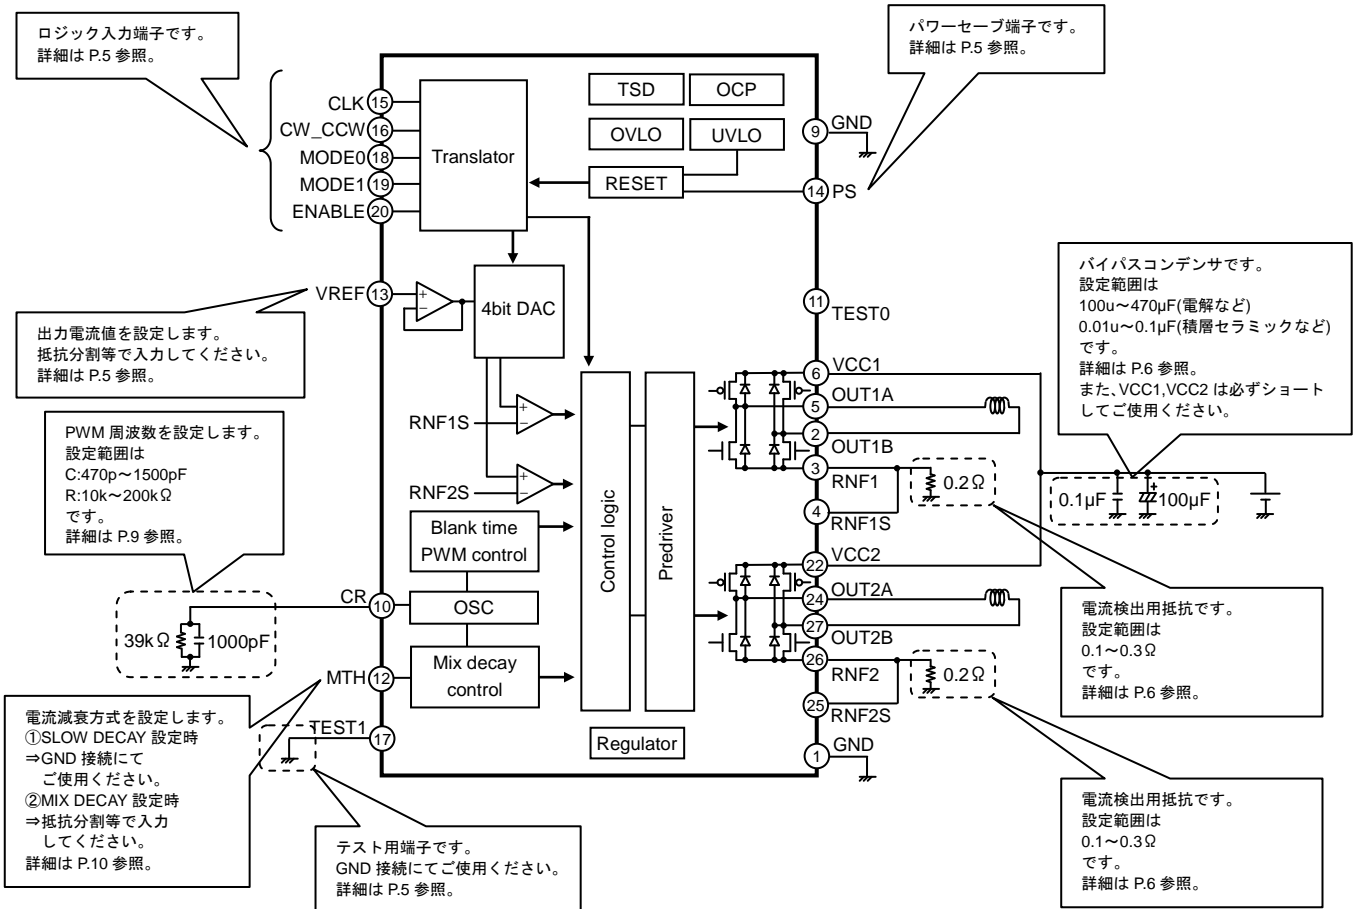 ロジック入力端子です。
詳細は P.5 参照。
パワーセーブ端子です。
詳細は P.5 参照。
CLK 15
CW_CCW 16
MODE0 18
MODE1 19
ENABLE 20
Translator
TSD
OCP
OVLO
UVLO
RESET
9 GND
14 PS
VREF 13
4bit DAC
11 TEST0
出力電流値を設定します。
抵抗分割等で入力してください。
詳細は P.5 参照。
バイパスコンデンサです。
設定範囲は
100u～470µF(電解など)
0.01u～0.1µF(積層セラミックなど)
です。
詳細は P.6 参照。
また、VCC1,VCC2 は必ずショート
してご使用ください。
RNF1S
RNF2S
Control logic
Predriver
6 VCC1
5 OUT1A
2 OUT1B
3 RNF1
4 RNF1S
0.2Ω
0.1µF
100µF
PWM 周波数を設定します。
設定範囲は
C:470p～1500pF
R:10k～200kΩ
です。
詳細は P.9 参照。
Blank time
PWM control
CR 10
OSC
39kΩ
1000pF
MTH 12
Mix decay
control
22 VCC2
24 OUT2A
27 OUT2B
26 RNF2
25 RNF2S
0.2Ω
電流検出用抵抗です。
設定範囲は
0.1～0.3Ω
です。
詳細は P.6 参照。
電流減衰方式を設定します。
①SLOW DECAY 設定時
⇒GND 接続にて
ご使用ください。
②MIX DECAY 設定時
⇒抵抗分割等で入力
してください。
詳細は P.10 参照。
TEST1 17
Regulator
1 GND
テスト用端子です。
GND 接続にてご使用ください。
詳細は P.5 参照。
電流検出用抵抗です。
設定範囲は
0.1～0.3Ω
です。
詳細は P.6 参照。